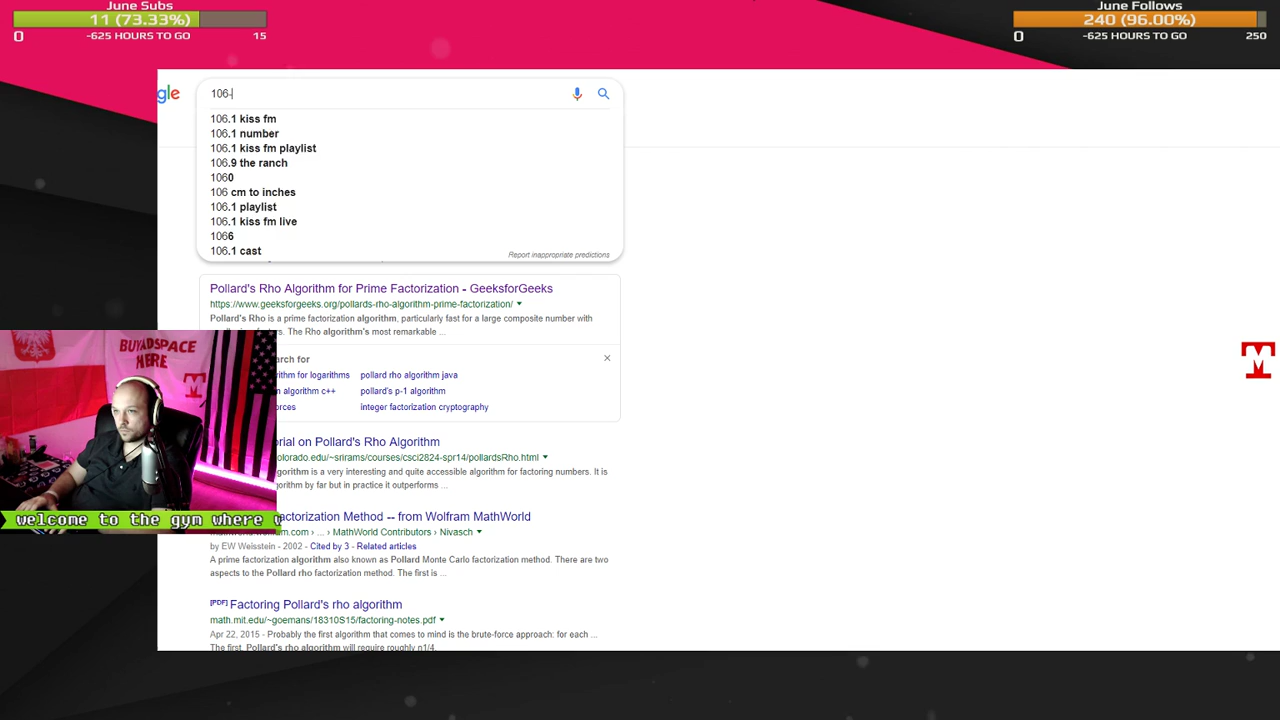 June Subs
11 (73.33%)
0
-625 HOURS TO GO
15
June Follows
240 (96.00%)
0
-625 HOURS TO GO
250
gle
106-
106.1 kiss fm
106.1 number
106.1 kiss fm playlist
106.9 the ranch
1060
106 cm to inches
106.1 playlist
106.1 kiss fm live
1066
106.1 cast
Report inappropriate predictions
Pollard's Rho Algorithm for Prime Factorization - GeeksforGeeks
https://www.geeksforgeeks.org/pollards-rho-algorithm-prime-factorization/
Pollard's Rho is a prime factorization algorithm, particularly fast for a large composite number with
s. The Rho algorithm's most remarkable ...
arch for
rithm for logarithms
pollard rho algorithm java
n algorithm c++
pollard's p-1 algorithm
orces
integer factorization cryptography
BUY ADSPACE
HERE
orial on Pollard's Rho Algorithm
olorado.edu/~srirams/courses/csci2824-spr14/pollardsRho.html
lgorithm is a very interesting and quite accessible algorithm for factoring numbers. It is
gorithm by far but in practice it outperforms ...
welcome to the gym where w
actorization Method -- from Wolfram MathWorld
.com › ... › MathWorld Contributors › Nivasch
by EW Weisstein - 2002 - Cited by 3 - Related articles
A prime factorization algorithm also known as Pollard Monte Carlo factorization method. There are two
aspects to the Pollard rho factorization method. The first is ...
[PDF] Factoring Pollard's rho algorithm
math.mit.edu/~goemans/18310S15/factoring-notes.pdf
Apr 22, 2015 - Probably the first algorithm that comes to mind is the brute-force approach: for each ...
The first, Pollard's rho algorithm will require roughly n1/4.